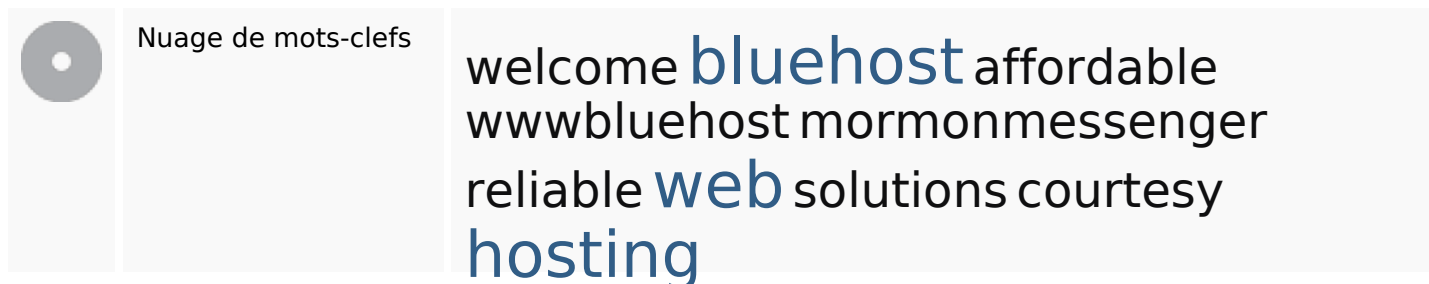 Nuage de mots-clefs
welcome bluehost affordable
wwwbluehost mormonmessenger
reliable web solutions courtesy
hosting